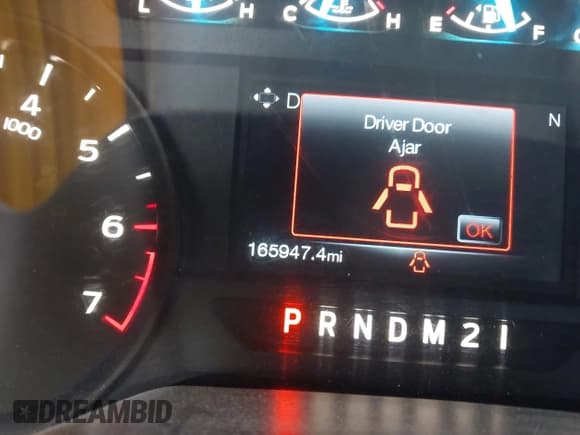 L H C H E F
4
1000
5
6
7
D
N
Driver Door
Ajar
OK
165947.4mi
P R N D M 2 1
DREAMBID